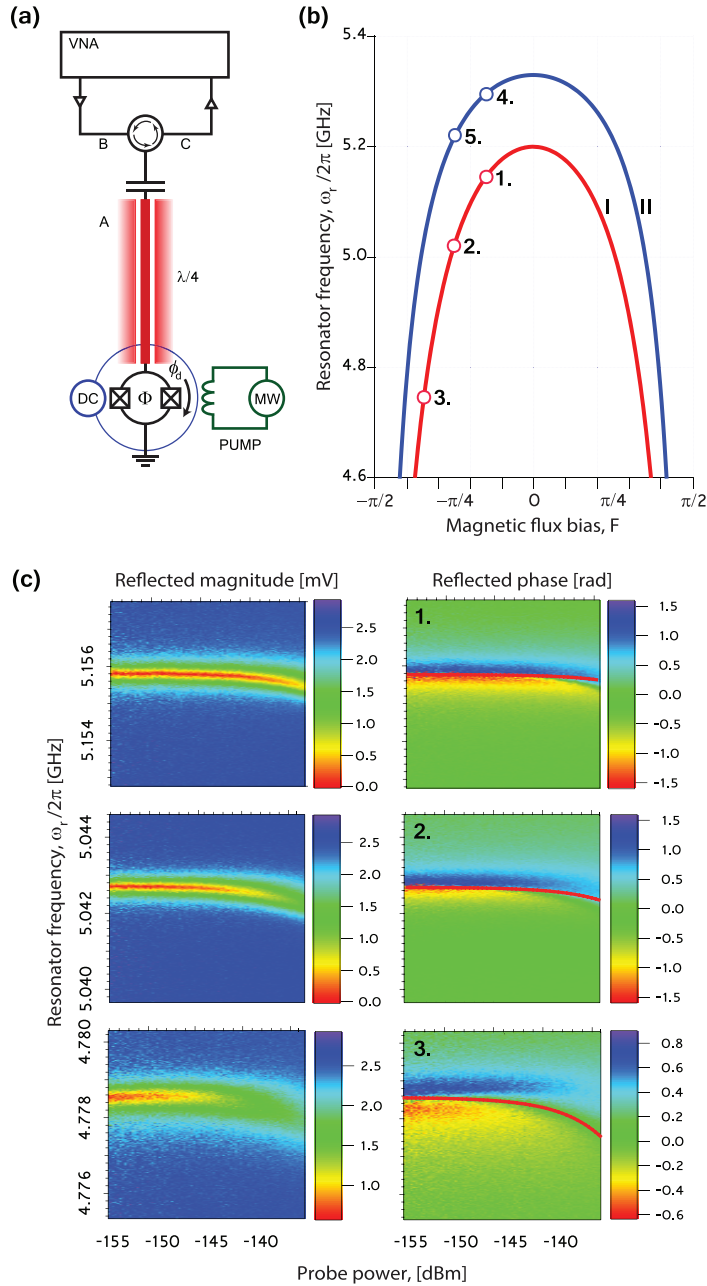 (a)
VNA
B
C
A
λ/4
ϕd
DC
Φ
MW
PUMP
(b)
Resonator frequency, ωr/2π [GHz]
5.4
5.2
5.0
4.8
4.6
4.
5.
1.
2.
3.
I
II
−π/2
−π/4
0
π/4
π/2
Magnetic flux bias, F
(c)
Reflected magnitude [mV]
Reflected phase [rad]
Resonator frequency, ωr/2π [GHz]
5.156
5.154
2.5
2.0
1.5
1.0
0.5
0.0
1.
1.5
1.0
0.5
0.0
-0.5
-1.0
-1.5
5.044
5.042
5.040
2.5
2.0
1.5
1.0
0.5
0.0
2.
1.5
1.0
0.5
0.0
-0.5
-1.0
-1.5
4.780
4.778
4.776
2.5
2.0
1.5
1.0
3.
0.8
0.6
0.4
0.2
0.0
-0.2
-0.4
-0.6
-155 -150 -145 -140
-155 -150 -145 -140
Probe power, [dBm]